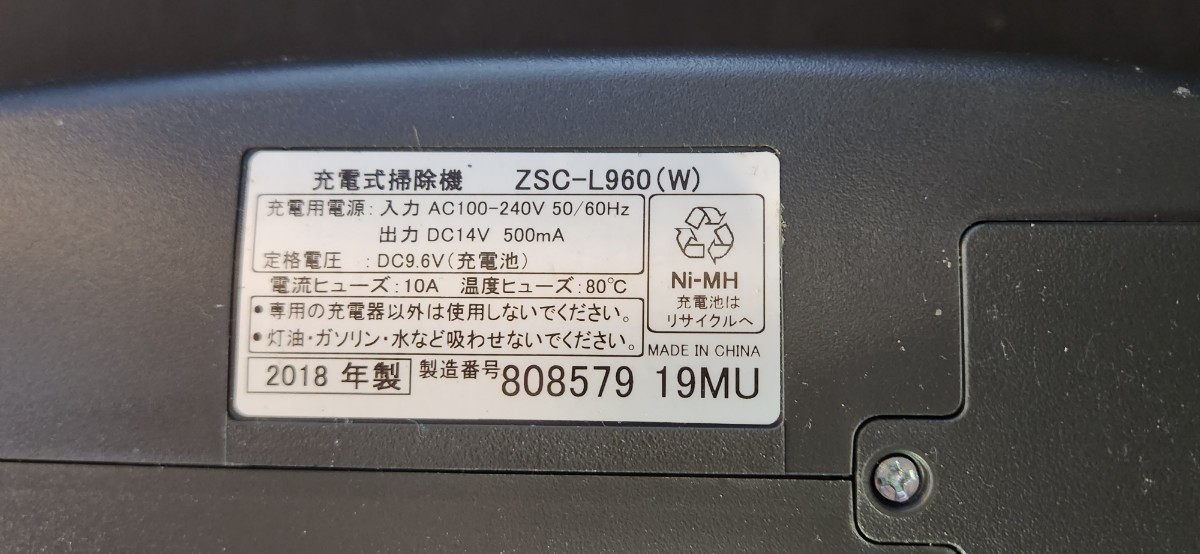 充電式掃除機 ZSC-L960(W)
充電用電源: 入力 AC100-240V 50/60Hz
出力 DC14V 500mA
定格電圧 : DC9.6V(充電池)
電流ヒューズ:10A 温度ヒューズ:80℃
•専用の充電器以外は使用しないでください。
•灯油・ガソリン・水など吸わせないでください。
Ni-MH
充電池は
リサイクルへ
MADE IN CHINA
2018 年製 製造番号 808579 19MU